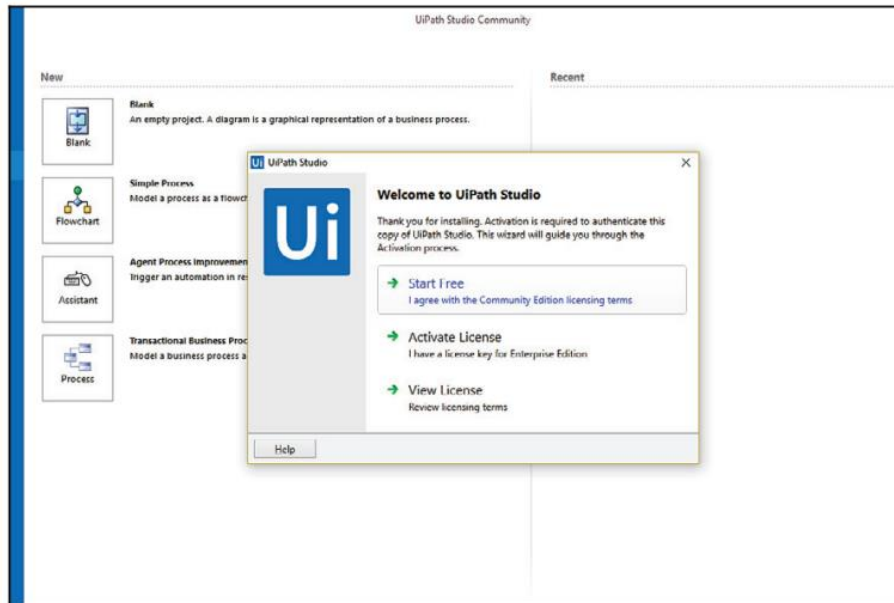 UiPath Studio Community
New
Recent
Blank
An empty project. A diagram is a graphical representation of a business process.
Blank
Simple Process
Model a process as a flowch
Flowchart
Agent Process Improvemen
Trigger an automation in re
Assistant
Transactional Business Proc
Model a business process a
Process
Ui UiPath Studio
Ui
Welcome to UiPath Studio
Thank you for installing. Activation is required to authenticate this
copy of UiPath Studio. This wizard will guide you through the
Activation process.
Start Free
I agree with the Community Edition licensing terms
Activate License
I have a license key for Enterprise Edition
View License
Review licensing terms
Help